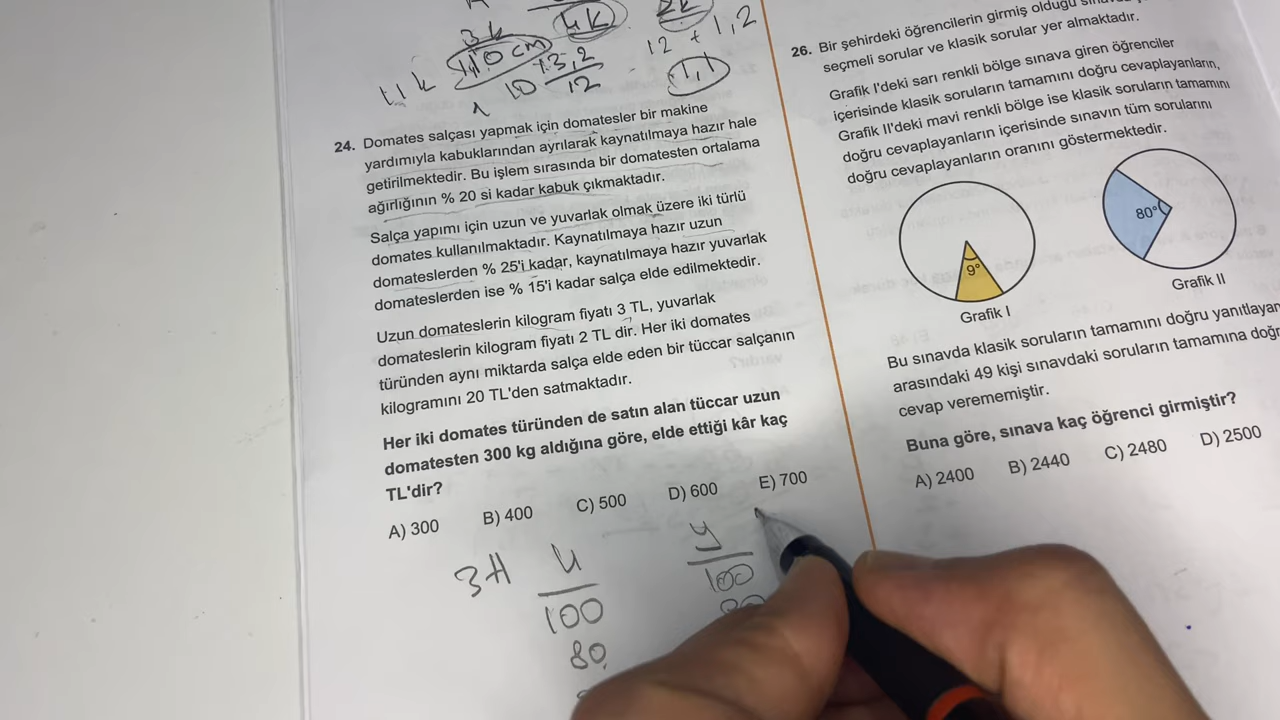 3k
4k
2k
11k 110 cm 13,2 12 + 1,2
10 12 1,1
24. Domates salçası yapmak için domatesler bir makine
yardımıyla kabuklarından ayrılarak kaynatılmaya hazır hale
getirilmektedir. Bu işlem sırasında bir domatesten ortalama
ağırlığının % 20 si kadar kabuk çıkmaktadır.
Salça yapımı için uzun ve yuvarlak olmak üzere iki türlü
domates kullanılmaktadır. Kaynatılmaya hazır uzun
domateslerden % 25'i kadar, kaynatılmaya hazır yuvarlak
domateslerden ise % 15'i kadar salça elde edilmektedir.
Uzun domateslerin kilogram fiyatı 3 TL, yuvarlak
domateslerin kilogram fiyatı 2 TL dir. Her iki domates
türünden aynı miktarda salça elde eden bir tüccar salçanın
kilogramını 20 TL'den satmaktadır.
Her iki domates türünden de satın alan tüccar uzun
domatesten 300 kg aldığına göre, elde ettiği kâr kaç
TL'dir?
A) 300 B) 400 C) 500 D) 600 E) 700
3H u y
100 100
80 80
26. Bir şehirdeki öğrencilerin girmiş olduğu
seçmeli sorular ve klasik sorular yer almaktadır.
Grafik I'deki sarı renkli bölge sınava giren öğrenciler
içerisinde klasik soruların tamamını doğru cevaplayanların,
Grafik II'deki mavi renkli bölge ise klasik soruların tamamını
doğru cevaplayanların içerisinde sınavın tüm sorularını
doğru cevaplayanların oranını göstermektedir.
80°
9°
Grafik I
Grafik II
Bu sınavda klasik soruların tamamını doğru yanıtlayan
arasındaki 49 kişi sınavdaki soruların tamamına doğr
cevap verememiştir.
Buna göre, sınava kaç öğrenci girmiştir?
A) 2400 B) 2440 C) 2480 D) 2500